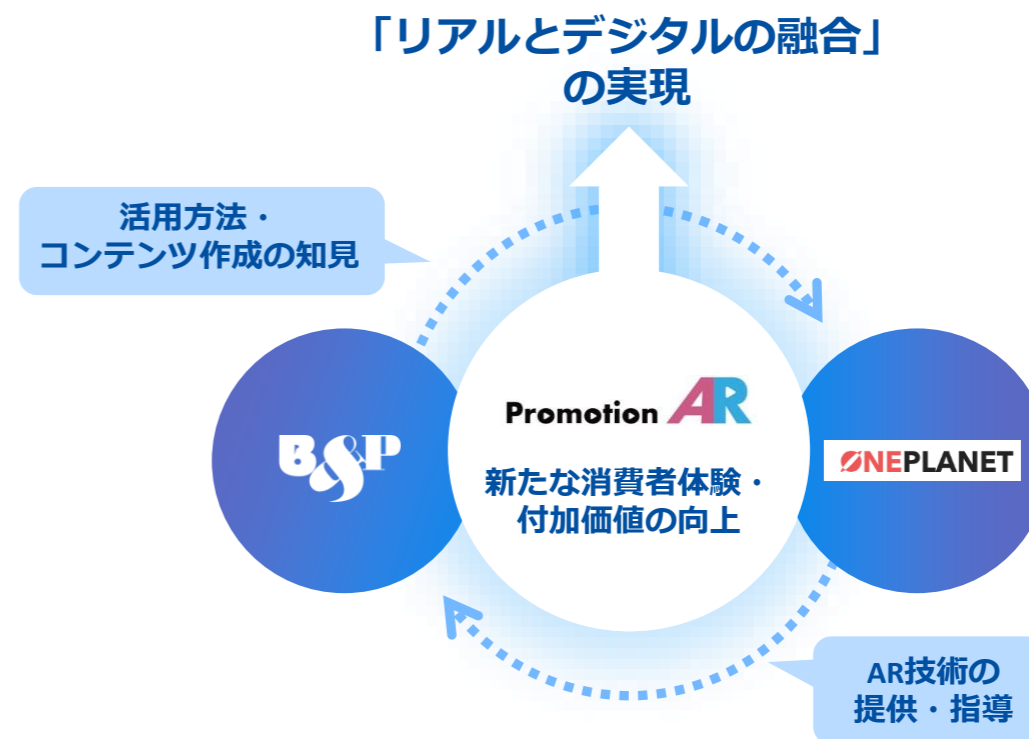 「リアルとデジタルの融合」
の実現
活用方法・
コンテンツ作成の知見
B&P
Promotion AR
新たな消費者体験・
付加価値の向上
ONEPLANET
AR技術の
提供・指導